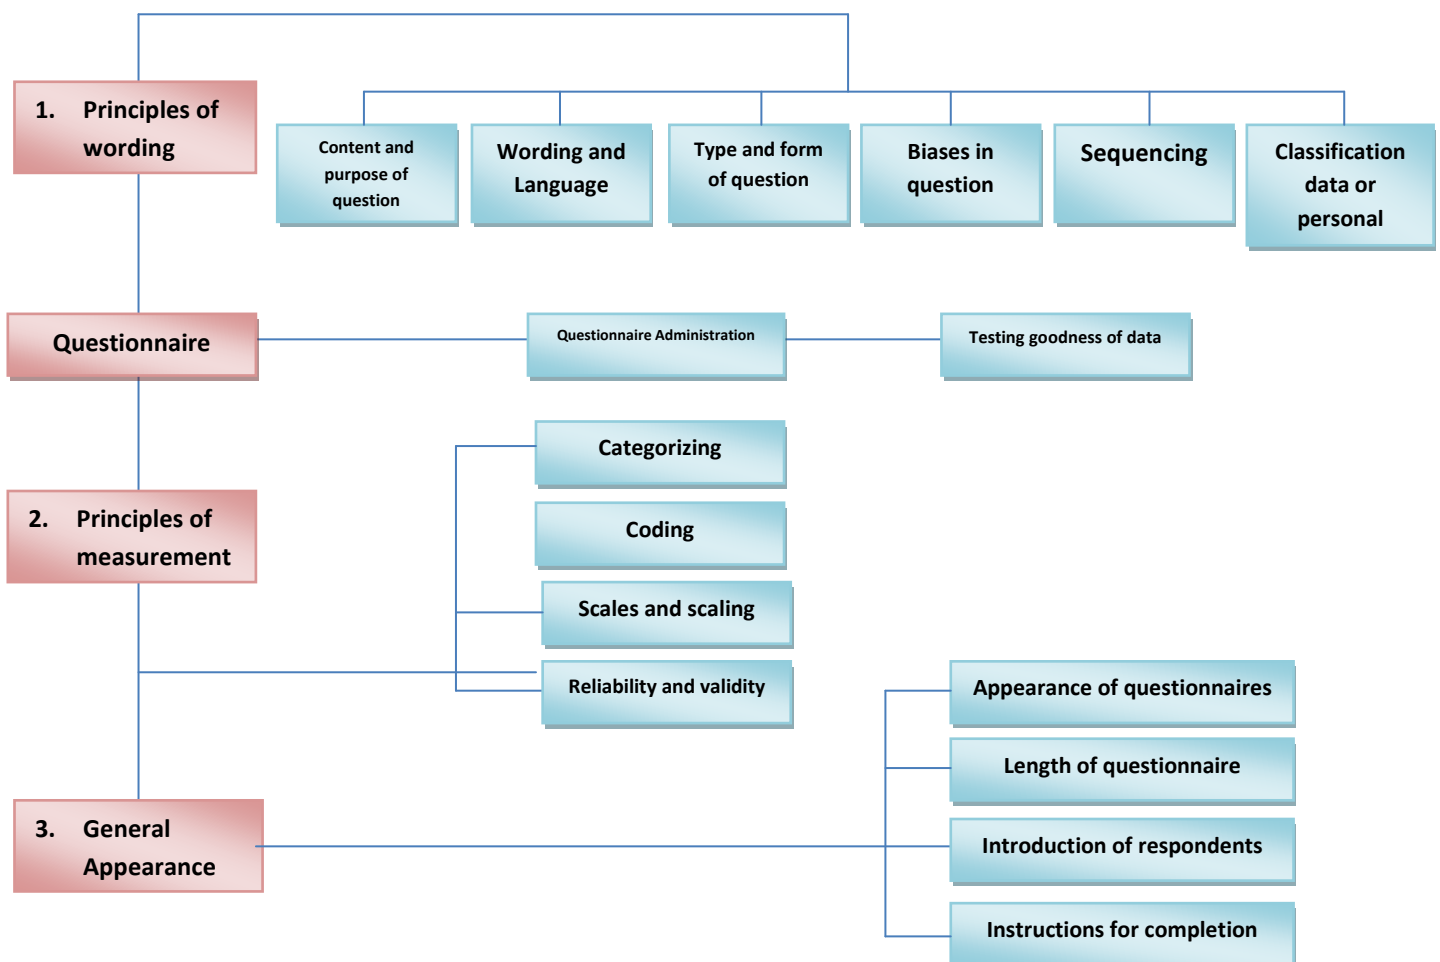 1. Principles of
wording
Content and
purpose of
question
Wording and
Language
Type and form
of question
Biases in
question
Sequencing
Classification
data or
personal
Questionnaire
Questionnaire Administration
Testing goodness of data
2. Principles of
measurement
Categorizing
Coding
Scales and scaling
Reliability and validity
3. General
Appearance
Appearance of questionnaires
Length of questionnaire
Introduction of respondents
Instructions for completion